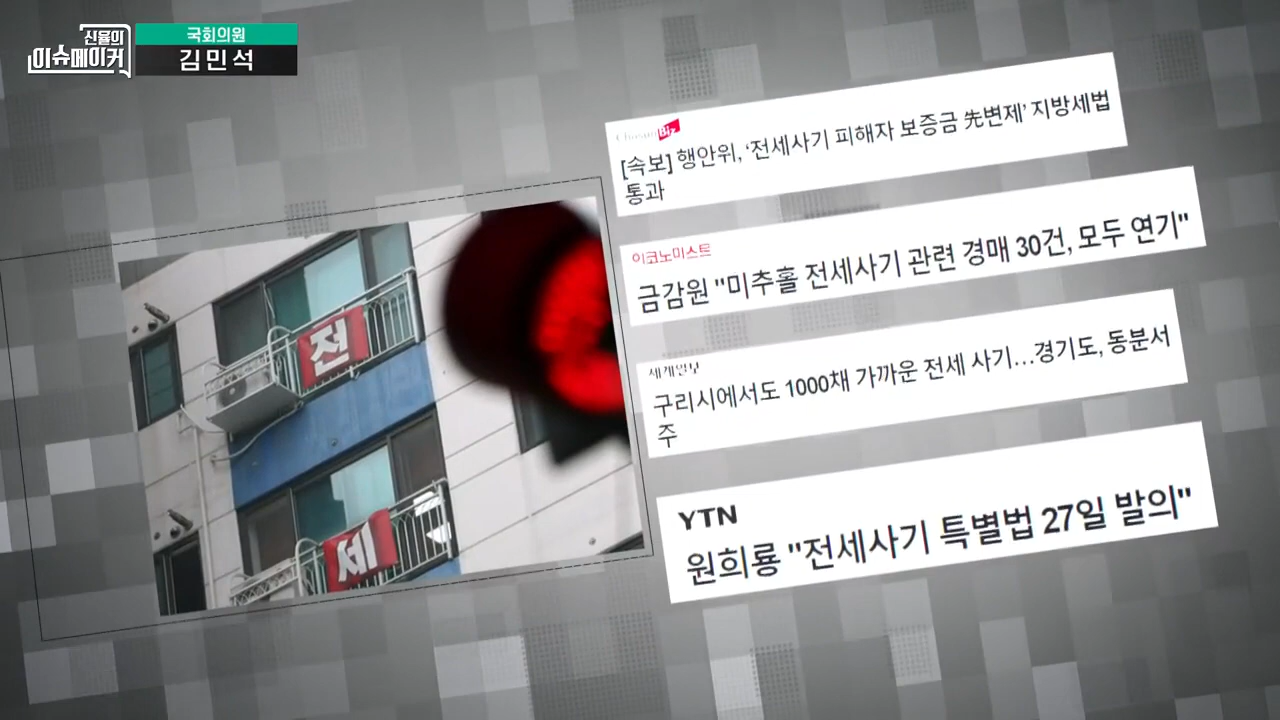 신율의
이슈메이커
국회의원
김민석
ChosunBiz
[속보] 행안위, ‘전세사기 피해자 보증금 先변제’ 지방세법
통과
이코노미스트
금감원 "미추홀 전세사기 관련 경매 30건, 모두 연기"
세계일보
구리시에서도 1000채 가까운 전세 사기…경기도, 동분서
주
YTN
원희룡 "전세사기 특별법 27일 발의"
전
세